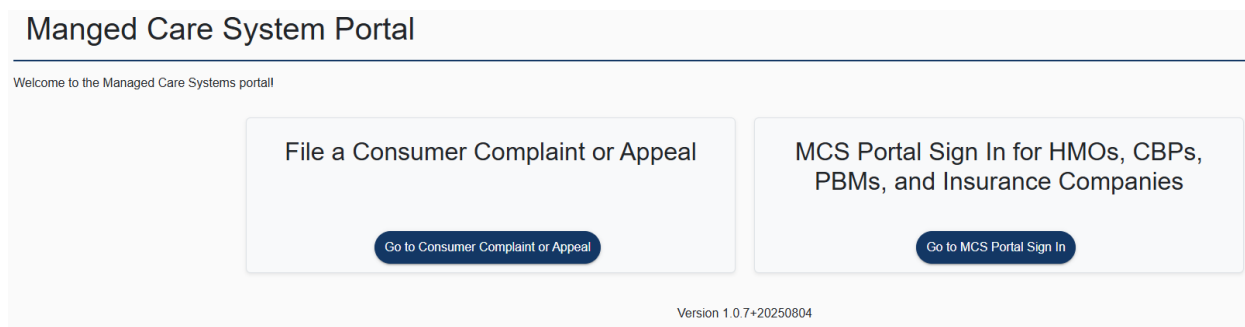 Manged Care System Portal
Welcome to the Managed Care Systems portal!
File a Consumer Complaint or Appeal
Go to Consumer Complaint or Appeal
MCS Portal Sign In for HMOs, CBPs,
PBMs, and Insurance Companies
Go to MCS Portal Sign In
Version 1.0.7+20250804